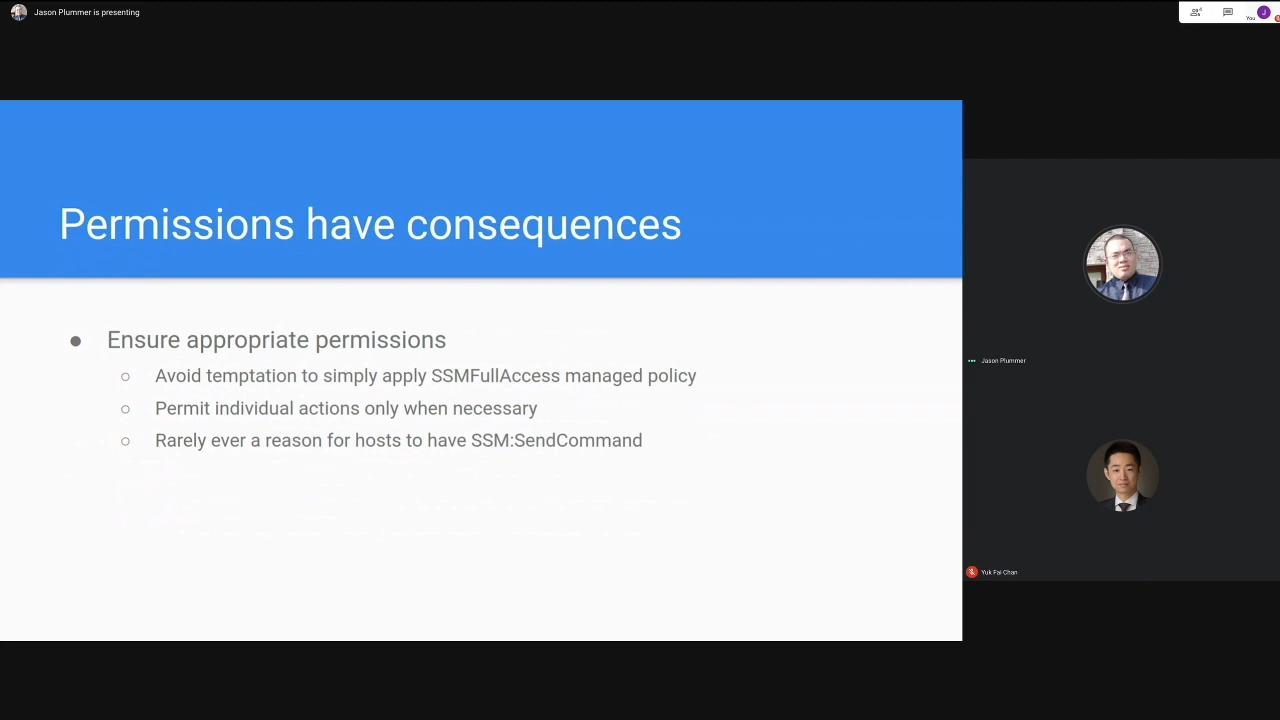 Jason Plummer is presenting
4
You
J
Permissions have consequences
● Ensure appropriate permissions
○ Avoid temptation to simply apply SSMFullAccess managed policy
○ Permit individual actions only when necessary
○ Rarely ever a reason for hosts to have SSM:SendCommand
Jason Plummer
Yuk Fai Chan